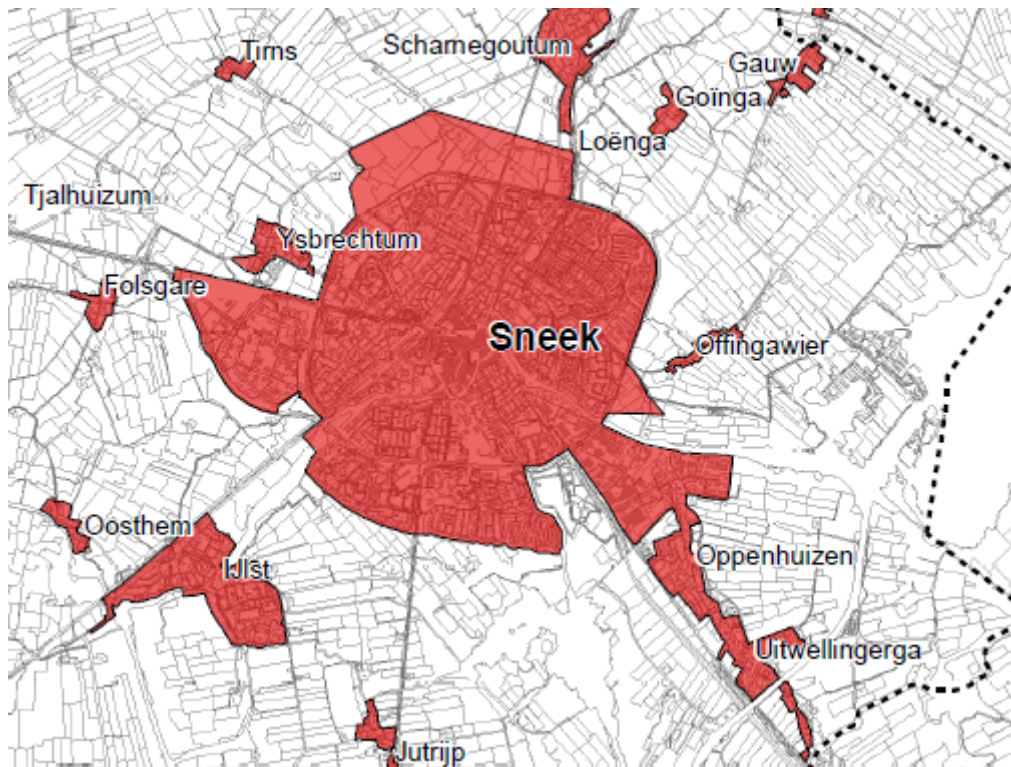 Tirns
Scharnegoutum
Gauw
Goïnga
Loënga
Tjalhuizum
Ysbrechtum
Folsgare
Sneek
Offingawier
Oosthem
Oppenhuizen
IJlst
Uitwellingerga
Jutrijp